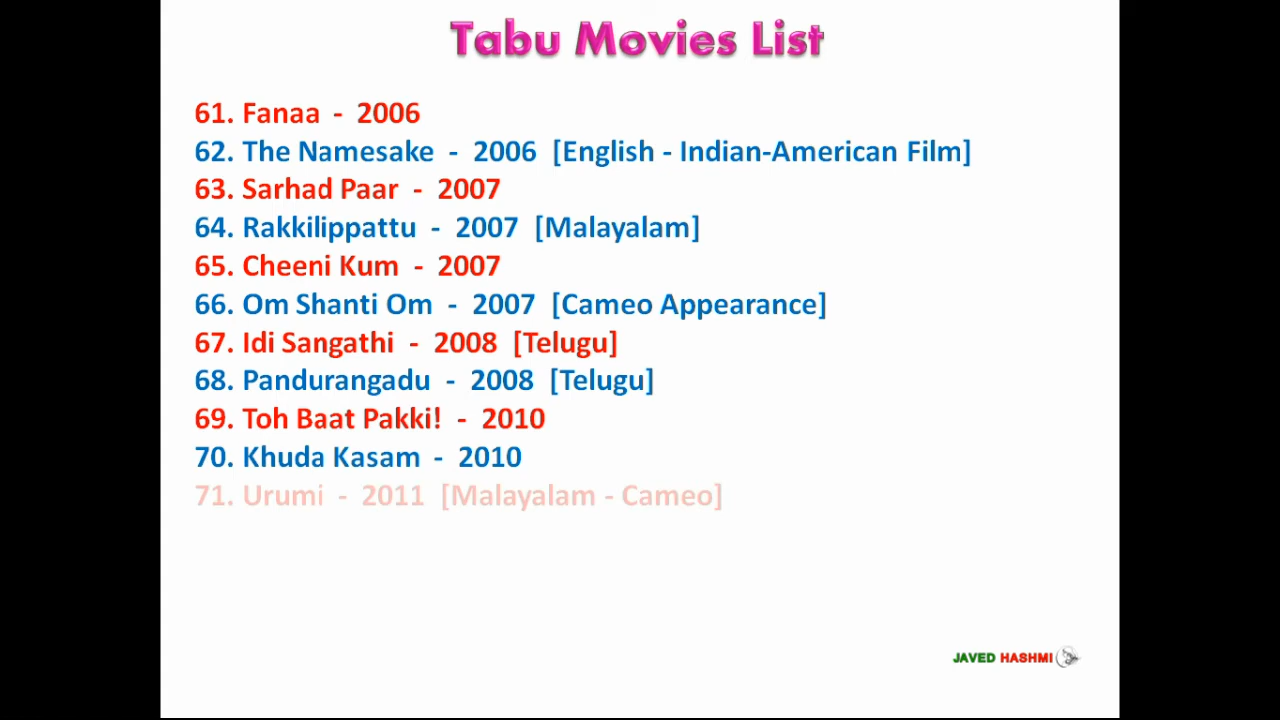 Tabu Movies List
61. Fanaa - 2006
62. The Namesake - 2006 [English - Indian-American Film]
63. Sarhad Paar - 2007
64. Rakkilippattu - 2007 [Malayalam]
65. Cheeni Kum - 2007
66. Om Shanti Om - 2007 [Cameo Appearance]
67. Idi Sangathi - 2008 [Telugu]
68. Pandurangadu - 2008 [Telugu]
69. Toh Baat Pakki! - 2010
70. Khuda Kasam - 2010
71. Urumi - 2011 [Malayalam - Cameo]
JAVED HASHMI